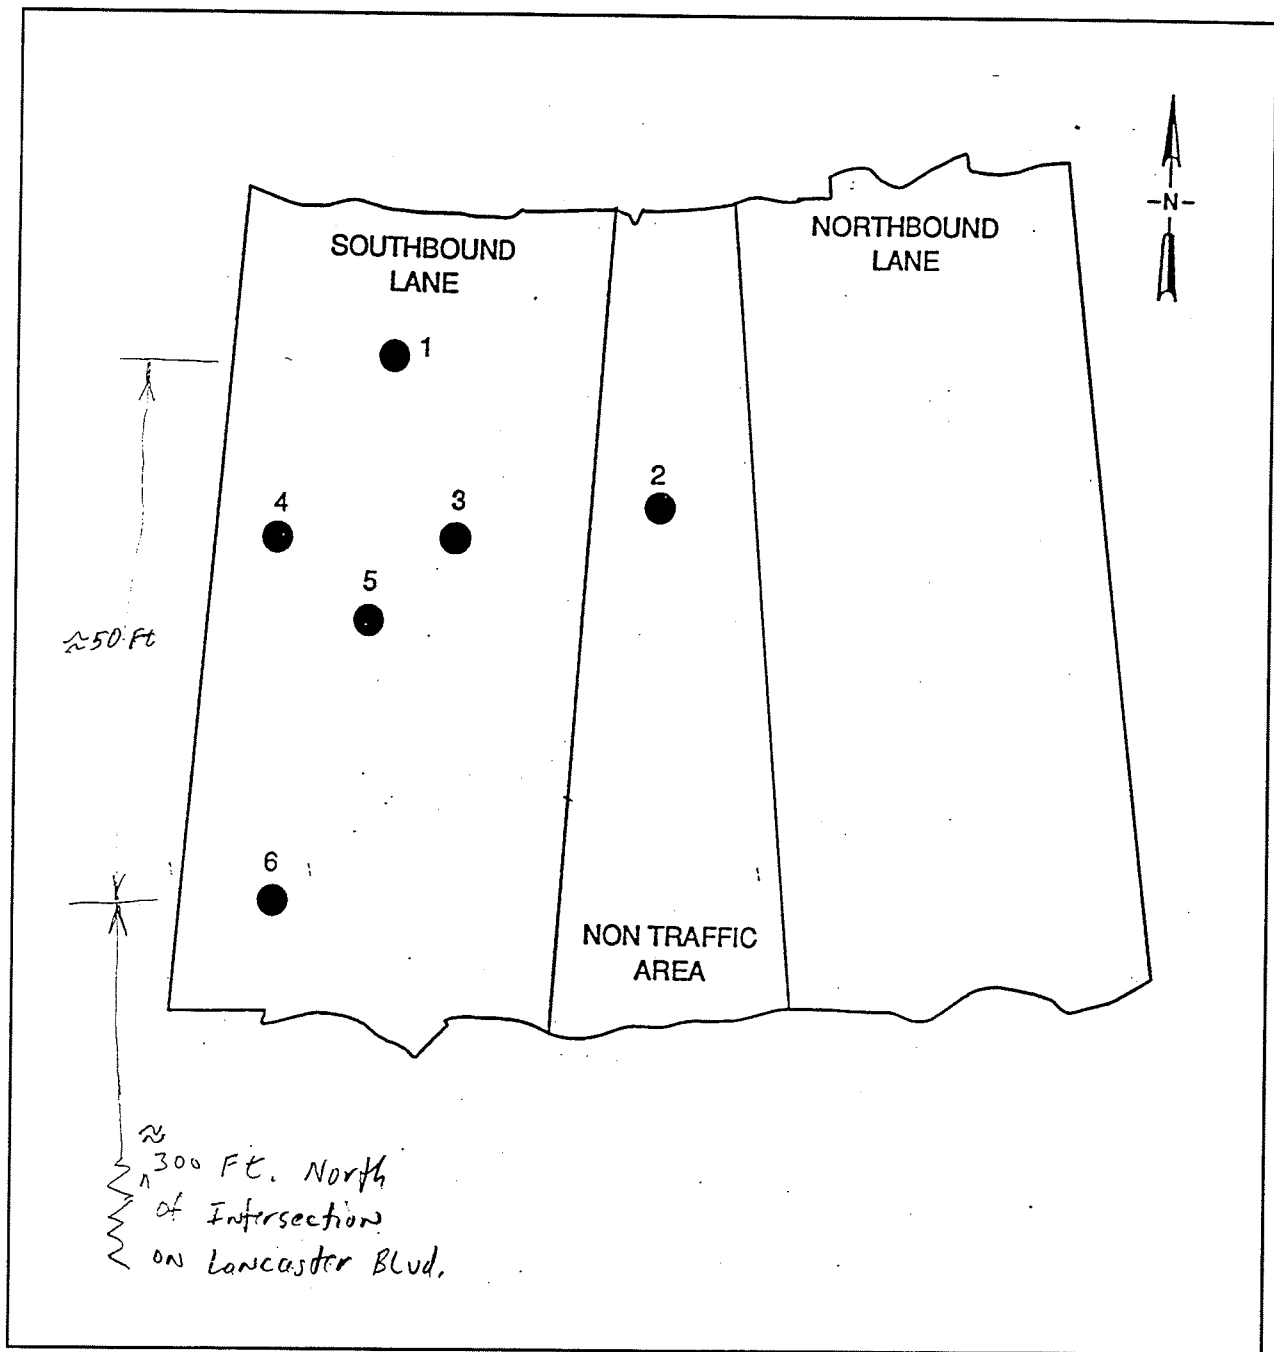 SOUTHBOUND
LANE
NORTHBOUND
LANE
-N-
1
2
4
3
5
≈50 Ft
6
NON TRAFFIC
AREA
≈
^300 Ft. North
of Intersection
on Lancaster Blvd.